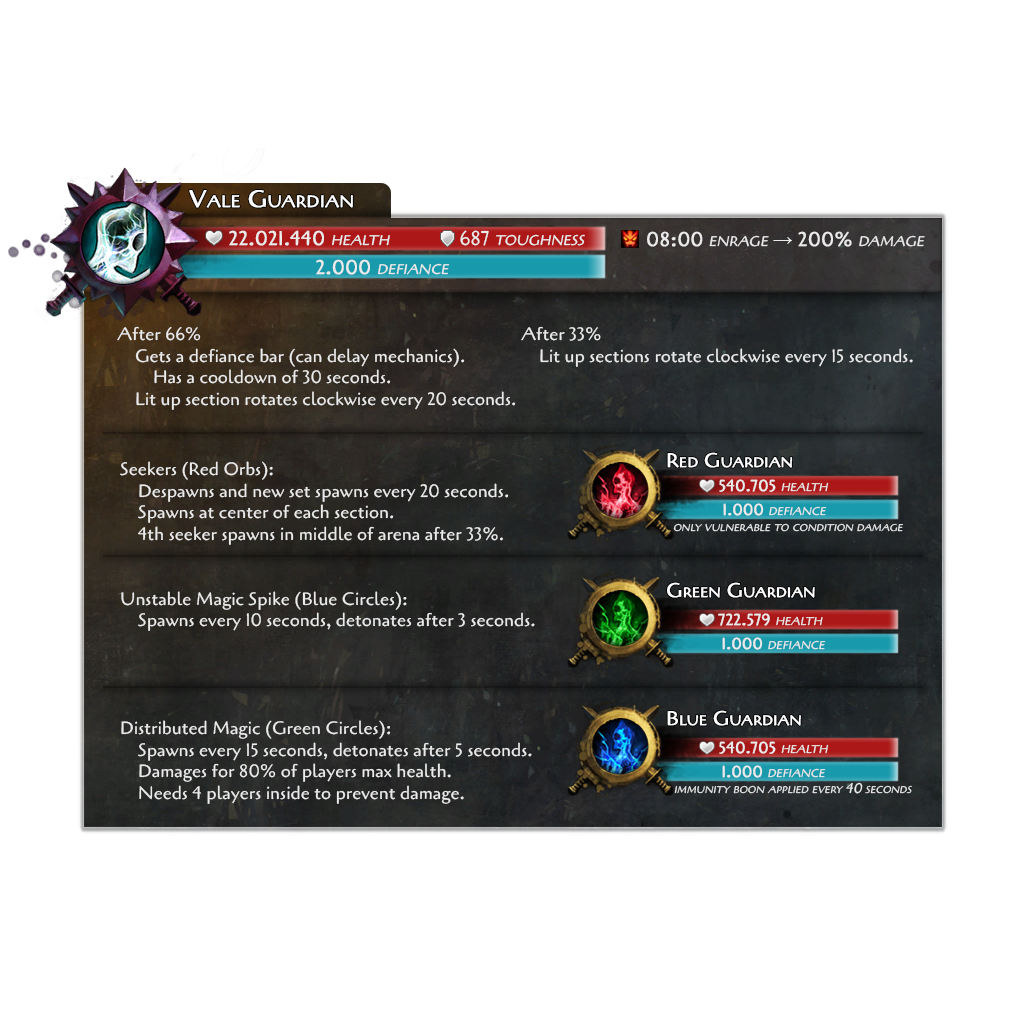 Vale Guardian
22.021.440 HEALTH
687 TOUGHNESS
08:00 ENRAGE → 200% DAMAGE
2.000 DEFIANCE
After 66%
Gets a defiance bar (can delay mechanics).
Has a cooldown of 30 seconds.
Lit up section rotates clockwise every 20 seconds.
After 33%
Lit up sections rotate clockwise every 15 seconds.
Seekers (Red Orbs):
Despawns and new set spawns every 20 seconds.
Spawns at center of each section.
4th seeker spawns in middle of arena after 33%.
Red Guardian
540.705 HEALTH
1.000 DEFIANCE
ONLY VULNERABLE TO CONDITION DAMAGE
Unstable Magic Spike (Blue Circles):
Spawns every 10 seconds, detonates after 3 seconds.
Green Guardian
722.579 HEALTH
1.000 DEFIANCE
Distributed Magic (Green Circles):
Spawns every 15 seconds, detonates after 5 seconds.
Damages for 80% of players max health.
Needs 4 players inside to prevent damage.
Blue Guardian
540.705 HEALTH
1.000 DEFIANCE
IMMUNITY BOON APPLIED EVERY 40 SECONDS